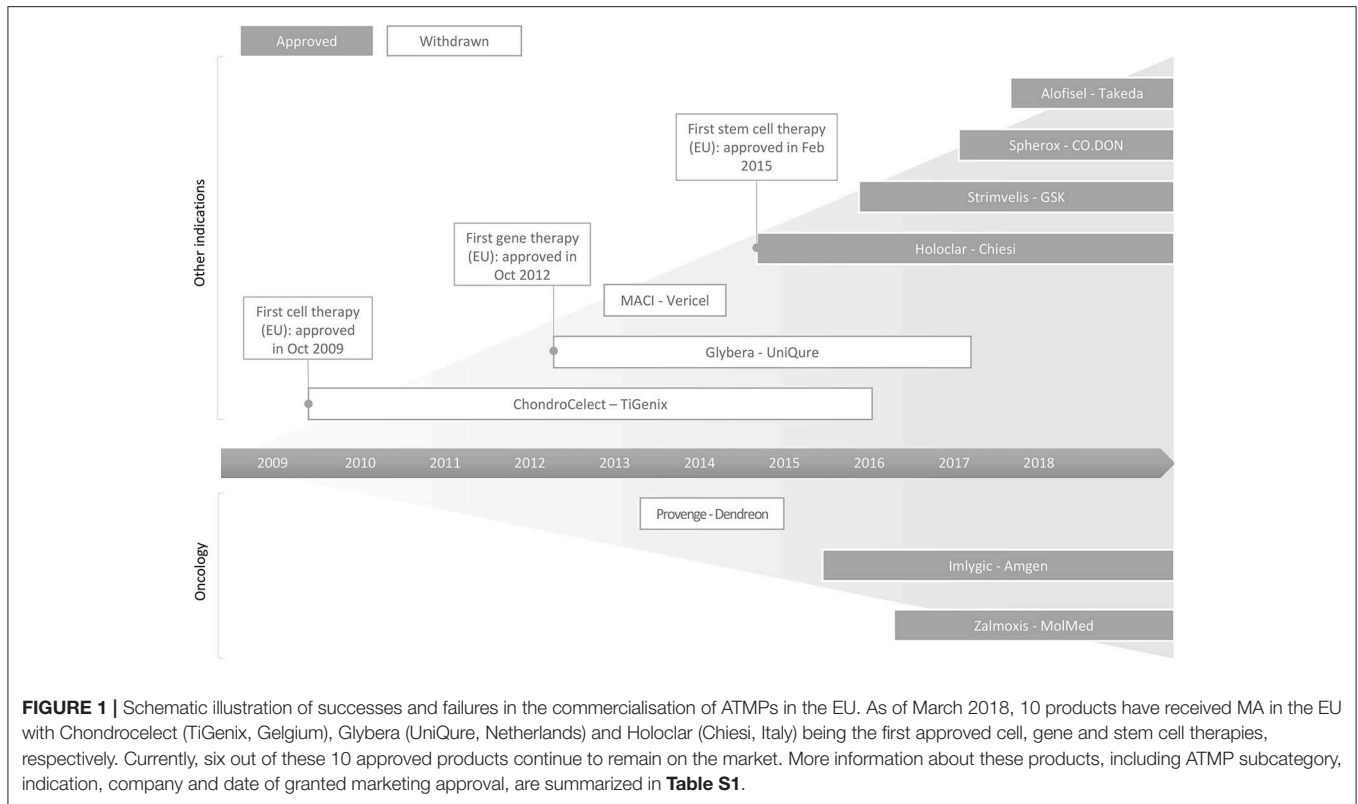 Approved
Withdrawn
Other indications
Alofisel - Takeda
Spherox - CO.DON
Strimvelis - GSK
Holoclar - Chiesi
First stem cell therapy
(EU): approved in Feb
2015
First gene therapy
(EU): approved in
Oct 2012
MACI - Vericel
First cell therapy
(EU): approved
in Oct 2009
Glybera - UniQure
ChondroCelect – TiGenix
2009 2010 2011 2012 2013 2014 2015 2016 2017 2018
Oncology
Provenge - Dendreon
Imlygic - Amgen
Zalmoxis - MolMed
FIGURE 1 | Schematic illustration of successes and failures in the commercialisation of ATMPs in the EU. As of March 2018, 10 products have received MA in the EU
with Chondrocelect (TiGenix, Gelgium), Glybera (UniQure, Netherlands) and Holoclar (Chiesi, Italy) being the first approved cell, gene and stem cell therapies,
respectively. Currently, six out of these 10 approved products continue to remain on the market. More information about these products, including ATMP subcategory,
indication, company and date of granted marketing approval, are summarized in Table S1.